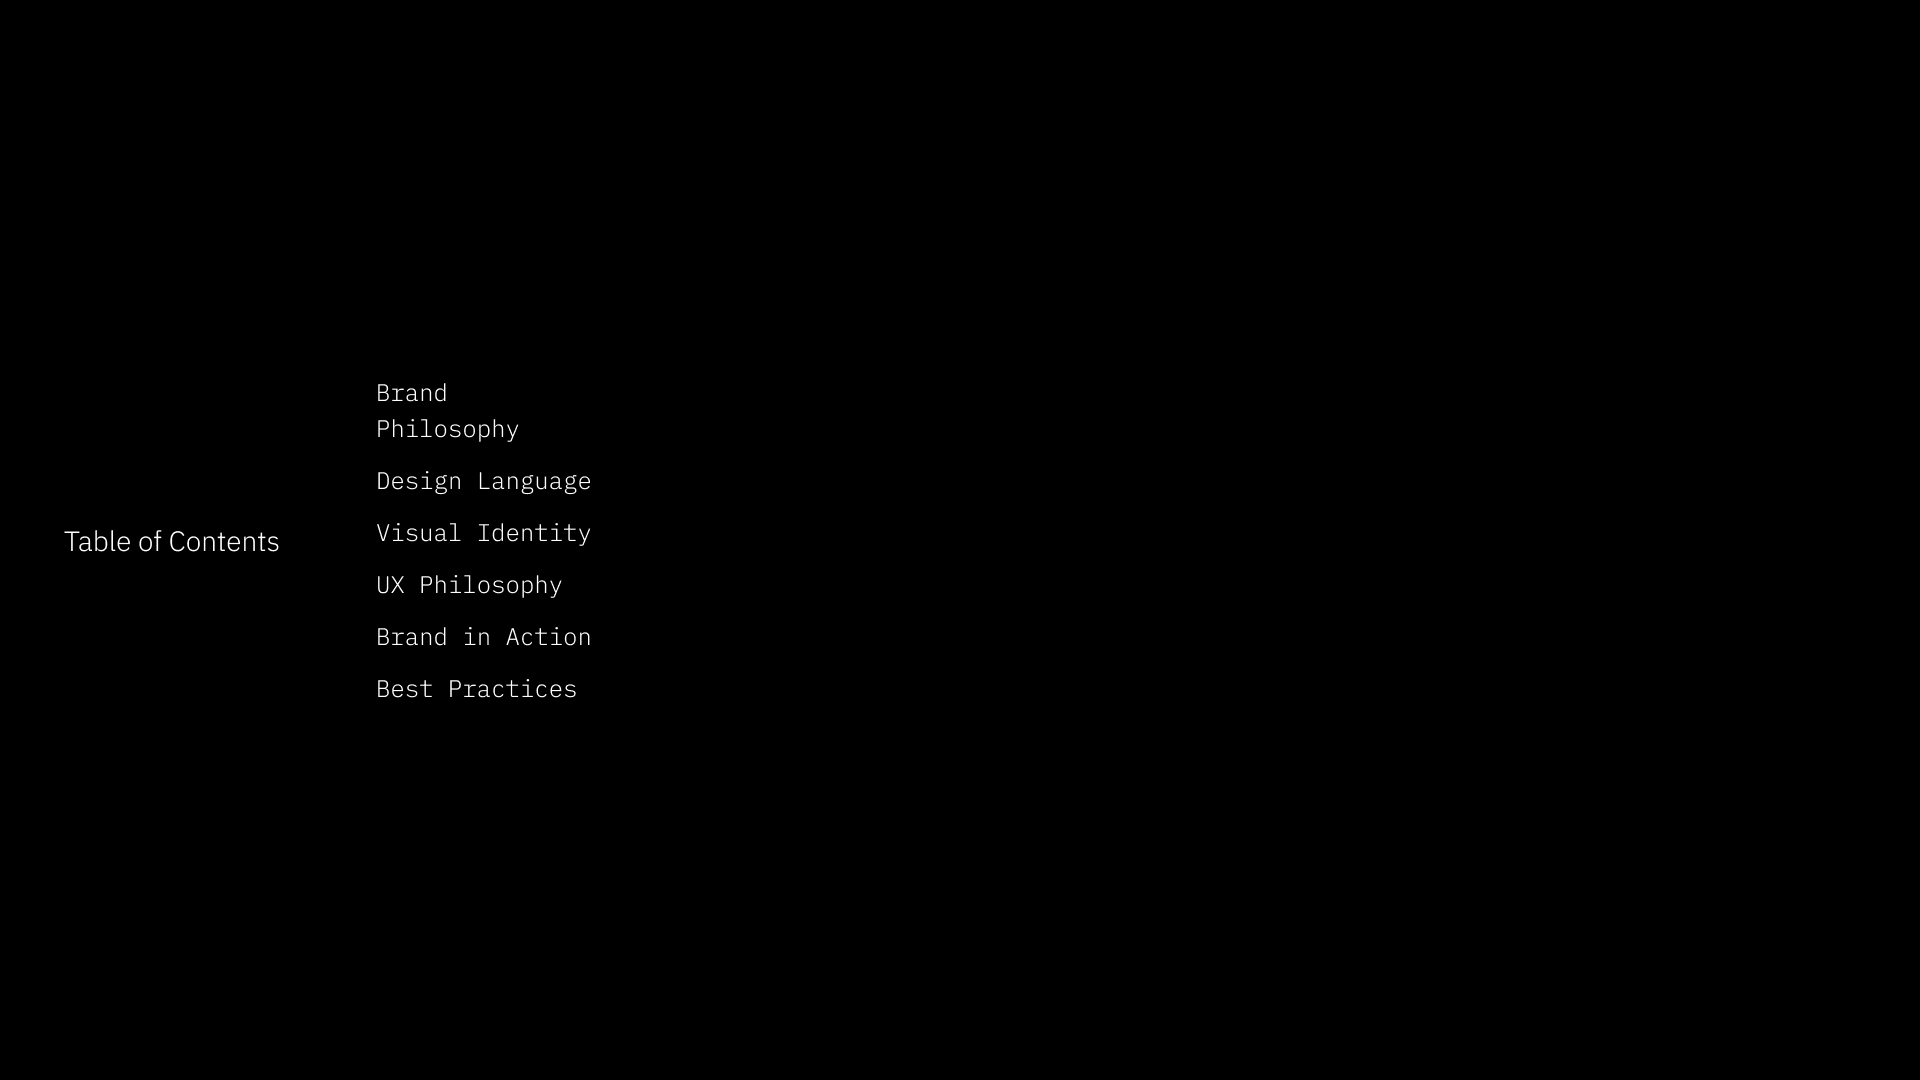 Table of Contents
Brand
Philosophy
Design Language
Visual Identity
UX Philosophy
Brand in Action
Best Practices